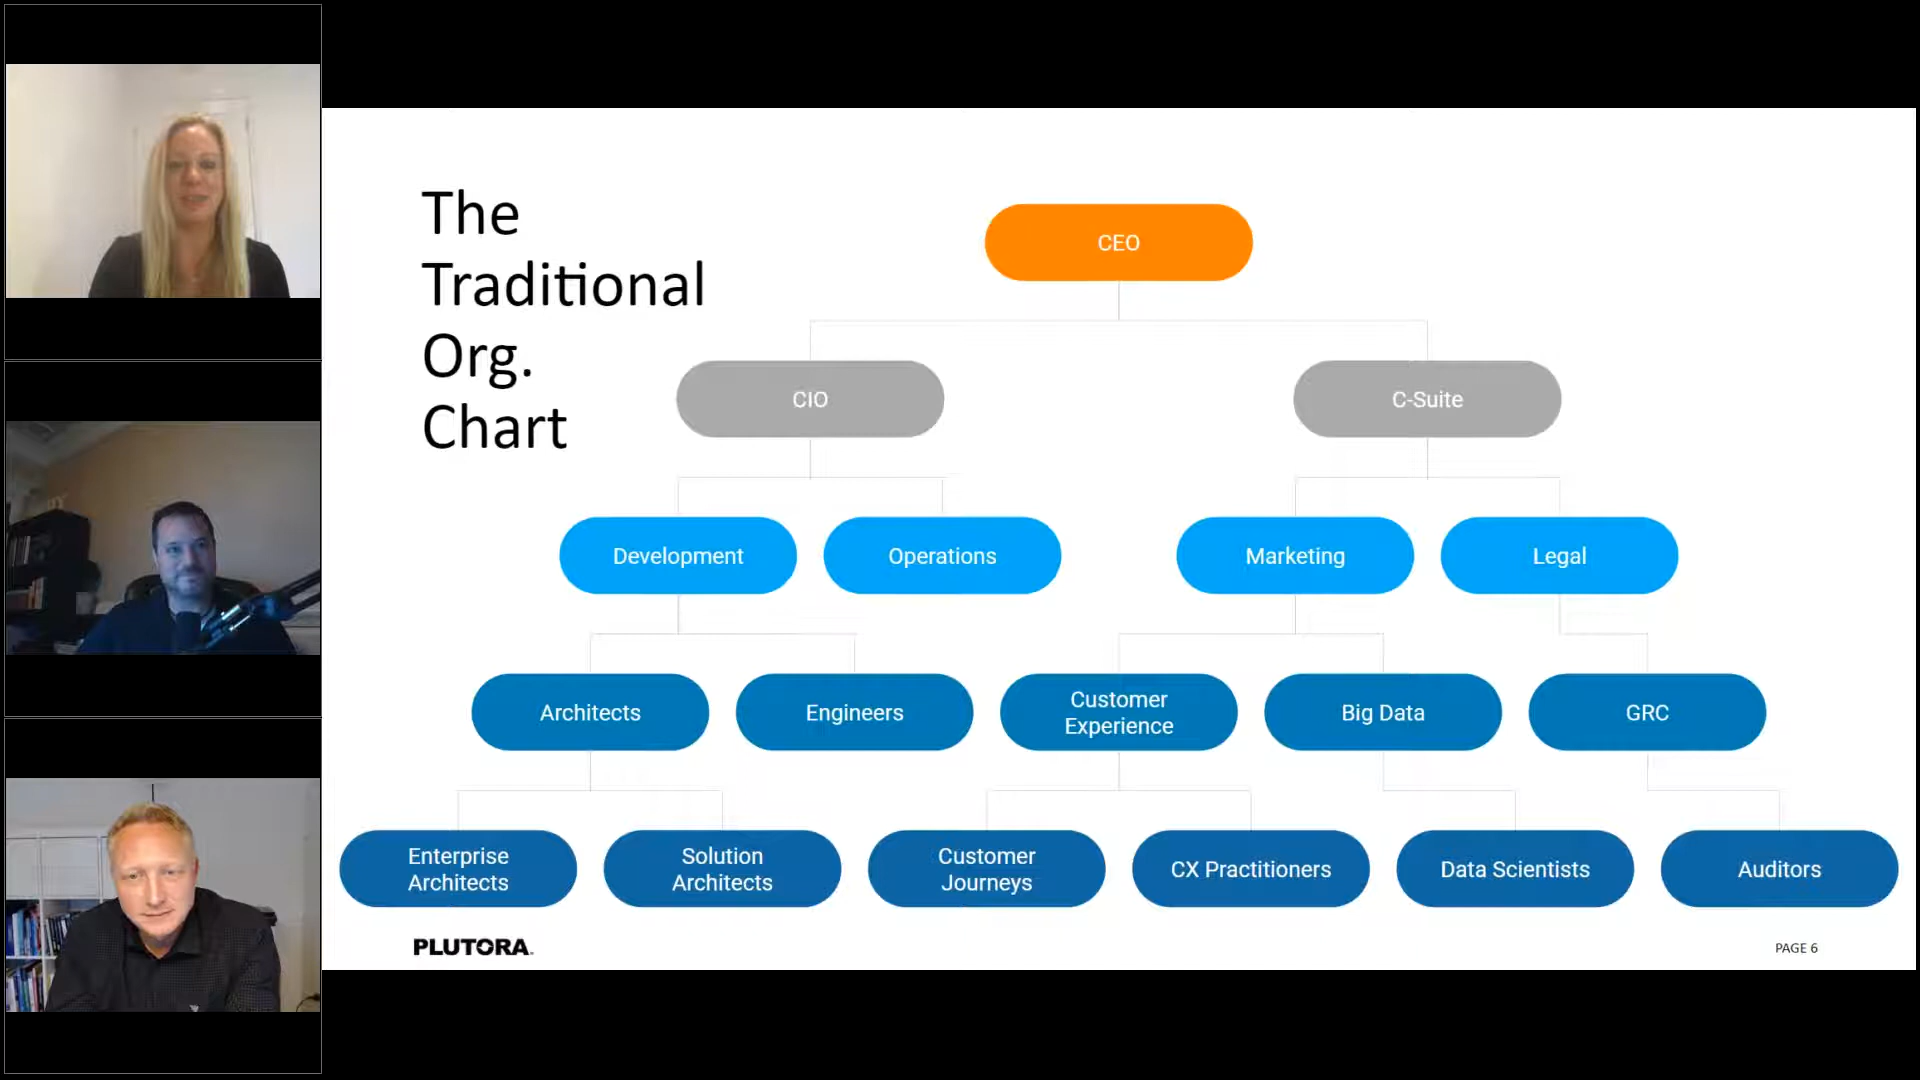 The
Traditional
Org.
Chart
CEO
CIO
C-Suite
Development
Operations
Marketing
Legal
Architects
Engineers
Customer
Experience
Big Data
GRC
Enterprise
Architects
Solution
Architects
Customer
Journeys
CX Practitioners
Data Scientists
Auditors
PLUTORA
PAGE 6